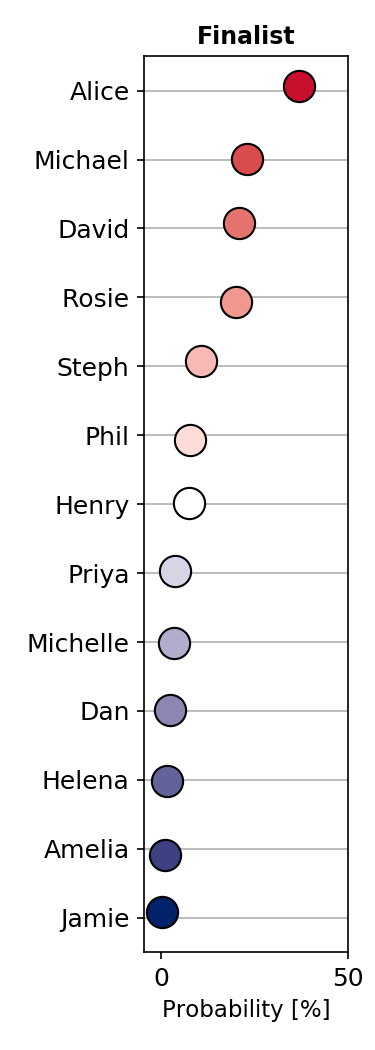 Finalist
Alice
Michael
David
Rosie
Steph
Phil
Henry
Priya
Michelle
Dan
Helena
Amelia
Jamie
0 50
Probability [%]